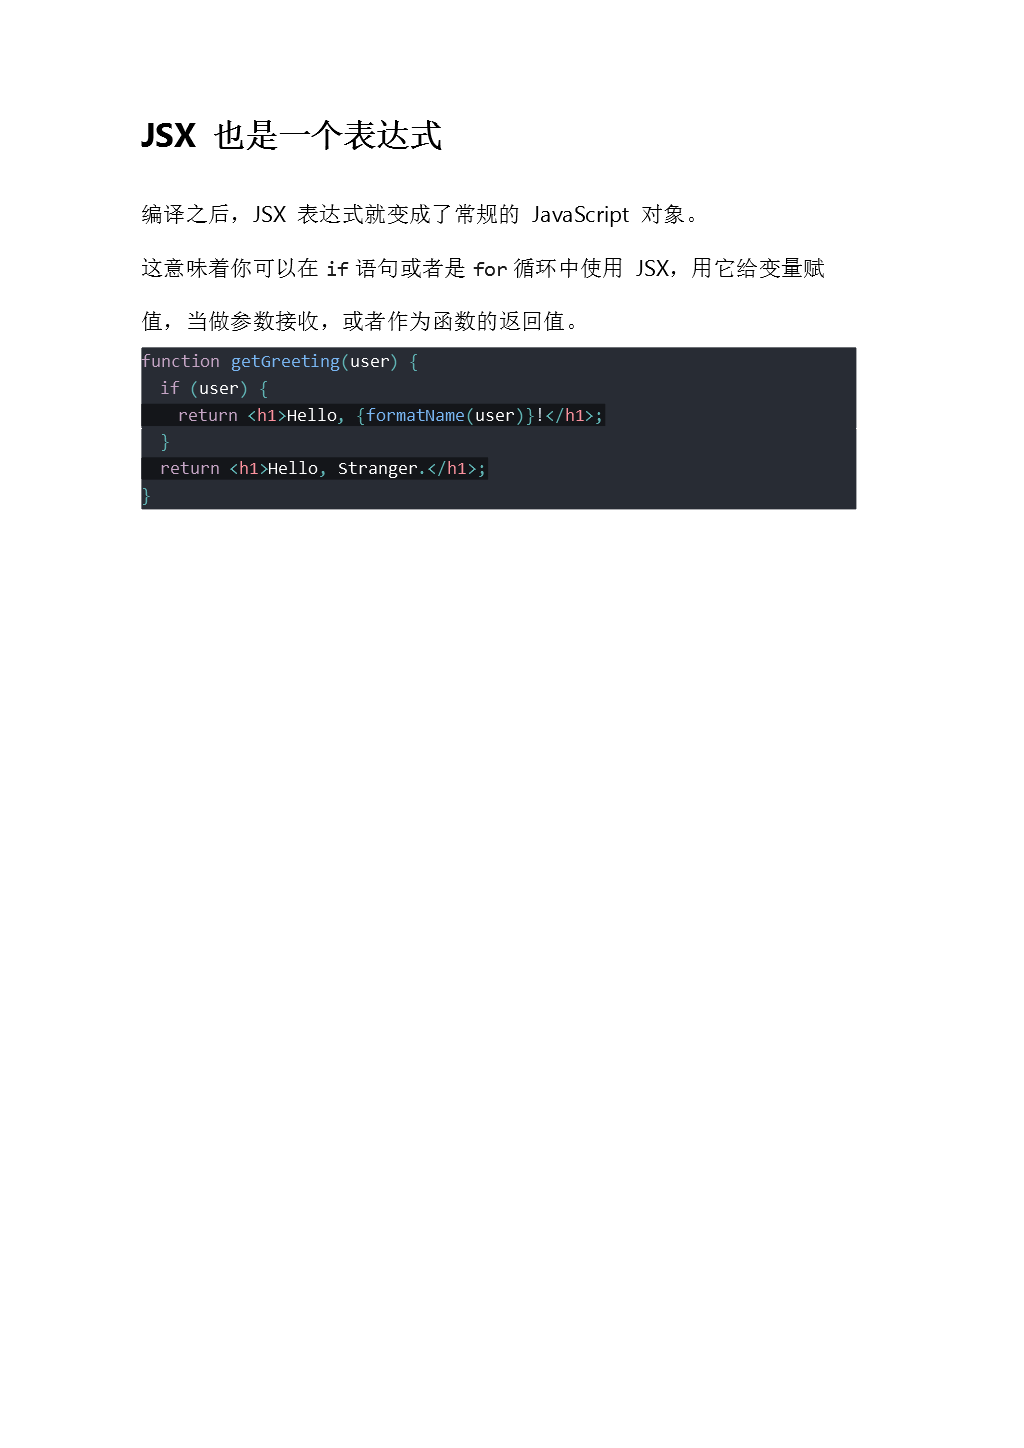 JSX 也是一个表达式
编译之后，JSX 表达式就变成了常规的 JavaScript 对象。
这意味着你可以在 if 语句或者是 for 循环中使用 JSX，用它给变量赋
值，当做参数接收，或者作为函数的返回值。
function getGreeting(user) {
  if (user) {
    return <h1>Hello, {formatName(user)}!</h1>;
  }
  return <h1>Hello, Stranger.</h1>;
}